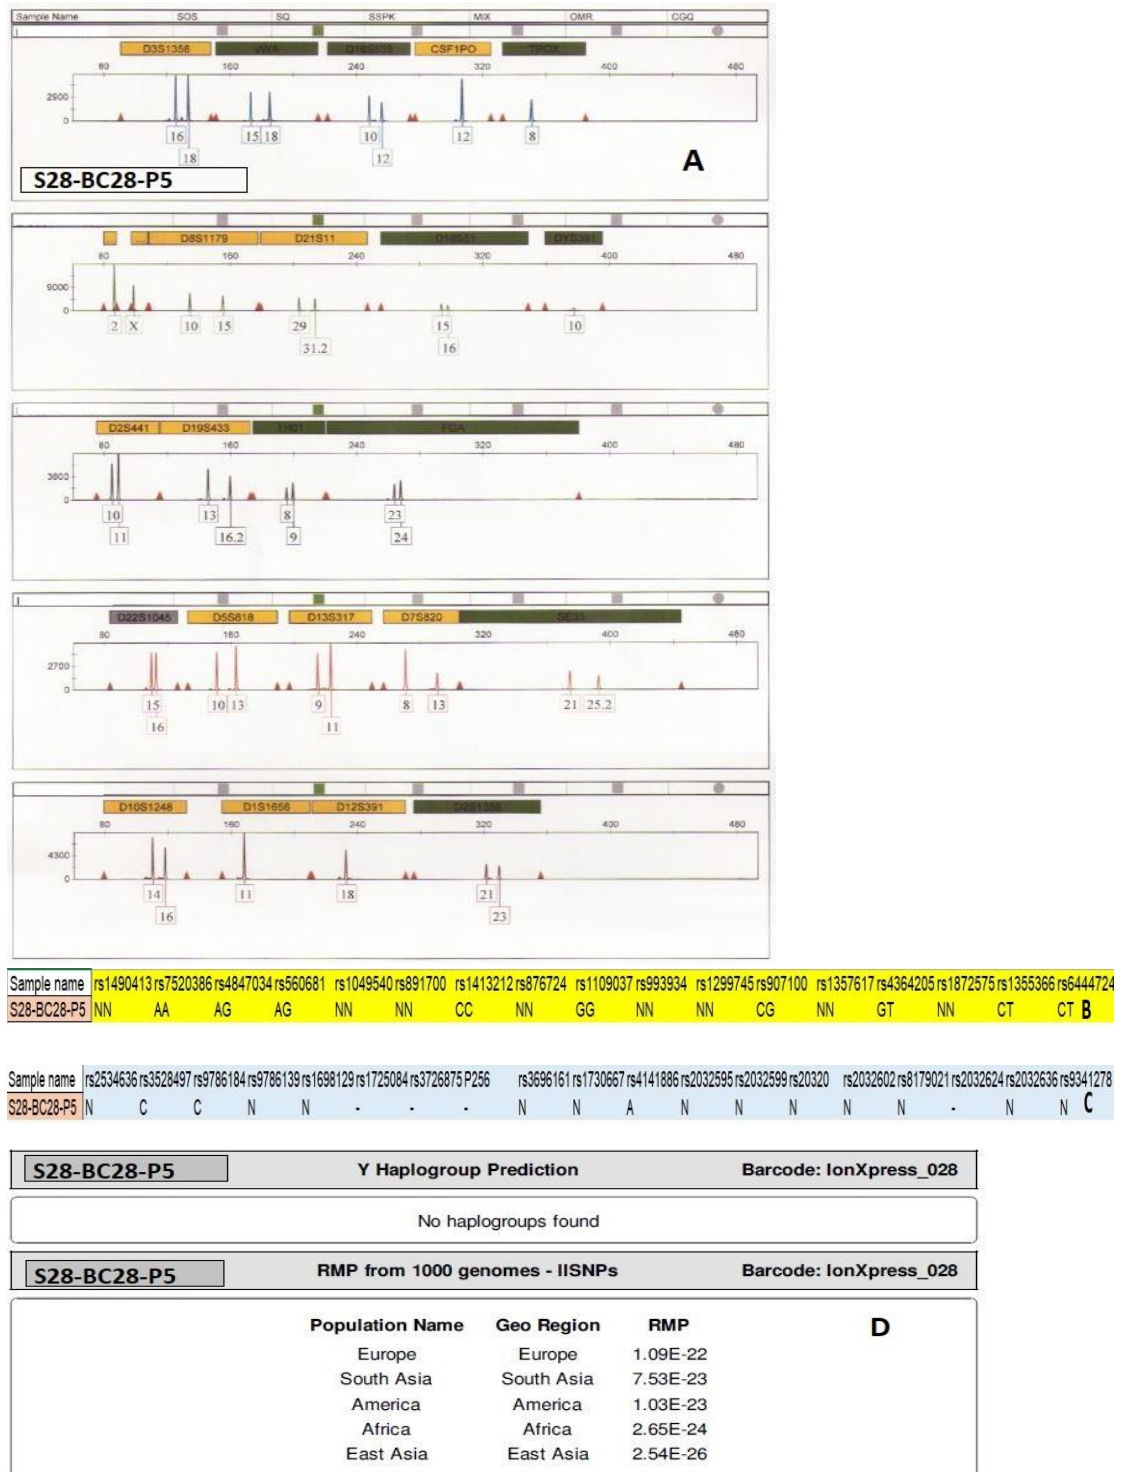 Sample Name SOS SQ SSPK MIX OMR CGQ
D3S1358 vWA D16S539 CSF1PO TPOX
80 160 240 320 400 480
2900
0
16 15 18 10 12 8
18 12
A
S28-BC28-P5
... ... D8S1179 D21S11 D18S51 DYS391
80 160 240 320 400 480
9000
0
2 X 10 15 29 15 10
31.2 16
D2S441 D19S433 TH01 FGA
80 160 240 320 400 480
3800
0
10 13 8 23
11 16.2 9 24
D22S1045 D5S818 D13S317 D7S820 SE33
80 160 240 320 400 480
2700
0
15 10 13 9 8 13 21 25.2
16 11
D10S1248 D1S1656 D12S391 D2S1338
80 160 240 320 400 480
4300
0
14 11 18 21
16 23
Sample name rs1490413 rs7520386 rs4847034 rs560681 rs1049540 rs891700 rs1413212 rs876724 rs1109037 rs993934 rs1299745 rs907100 rs1357617 rs4364205 rs1872575 rs1355366 rs6444724
S28-BC28-P5 NN AA AG AG NN NN CC NN GG NN NN CG NN GT NN CT CT B
Sample name rs2534636 rs3528497 rs9786184 rs9786139 rs1698129 rs1725084 rs3726875 P256 rs3696161 rs1730667 rs4141886 rs2032595 rs2032599 rs20320 rs2032602 rs8179021 rs2032624 rs2032636 rs9341278
S28-BC28-P5 N C C N N - - - N N A N N N N N - N N C
S28-BC28-P5 Y Haplogroup Prediction Barcode: IonXpress_028
No haplogroups found
S28-BC28-P5 RMP from 1000 genomes - IISNPs Barcode: IonXpress_028
Population Name Geo Region RMP
D
Europe Europe 1.09E-22
South Asia South Asia 7.53E-23
America America 1.03E-23
Africa Africa 2.65E-24
East Asia East Asia 2.54E-26